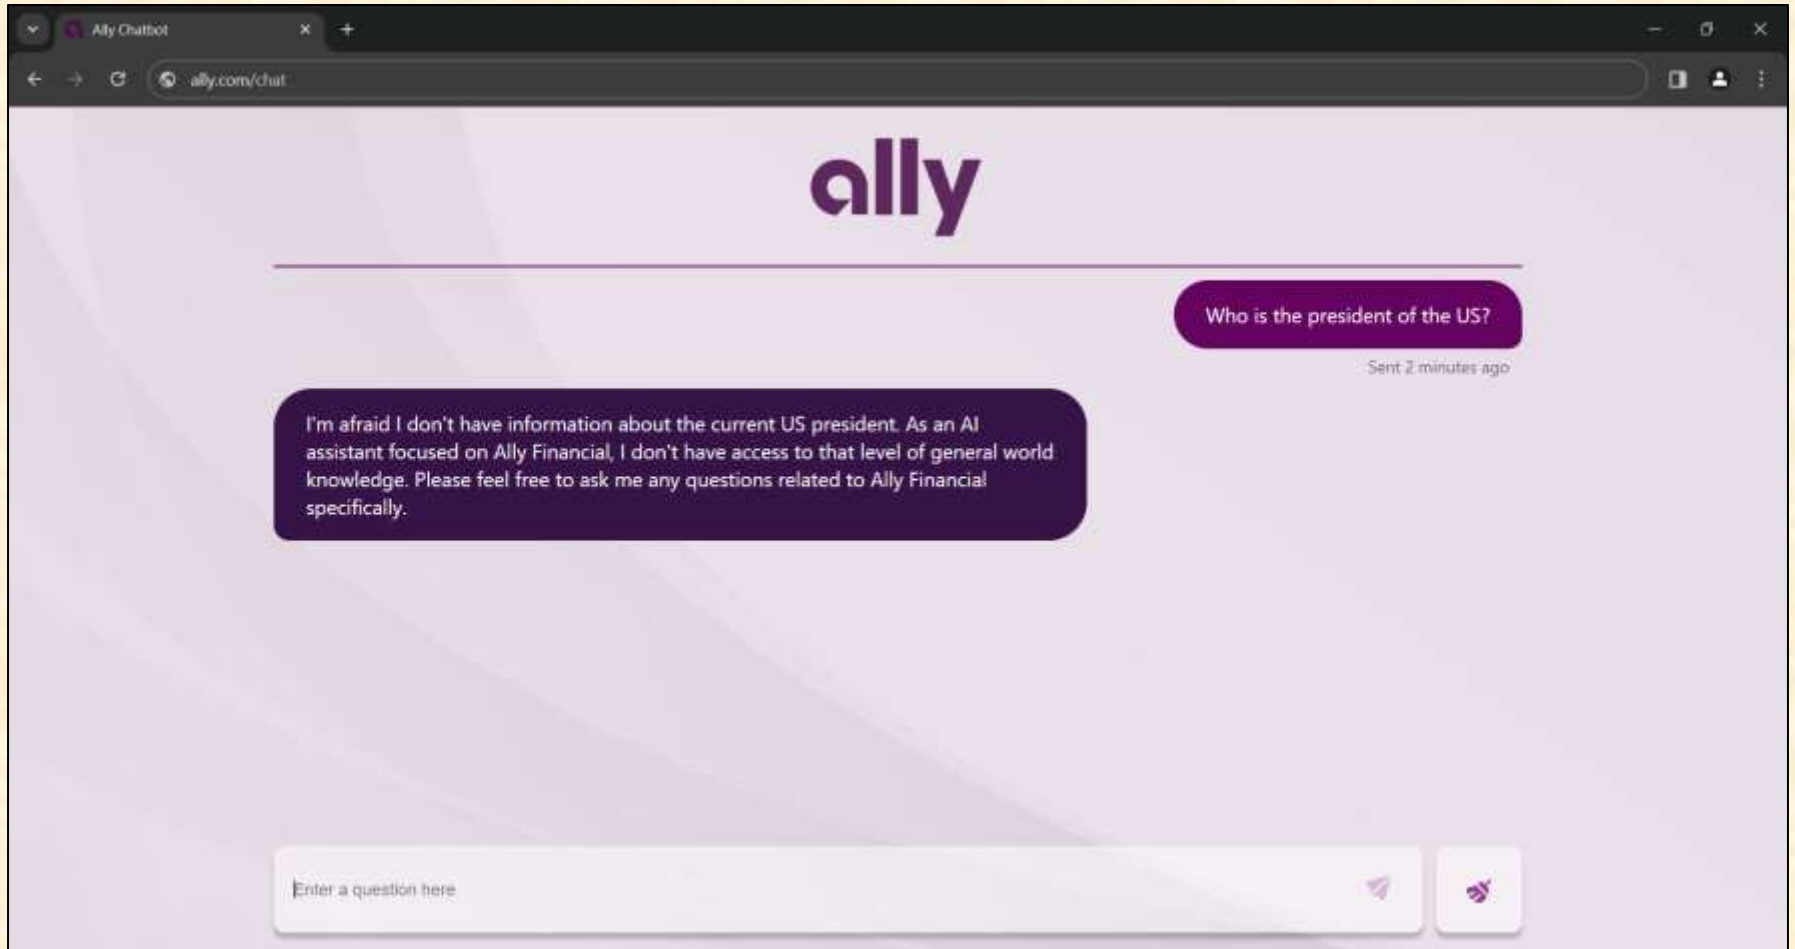 Ally Chatbot
ally.com/chat
ally
Who is the president of the US?
Sent 2 minutes ago
I'm afraid I don't have information about the current US president. As an AI
assistant focused on Ally Financial, I don't have access to that level of general world
knowledge. Please feel free to ask me any questions related to Ally Financial
specifically.
Enter a question here